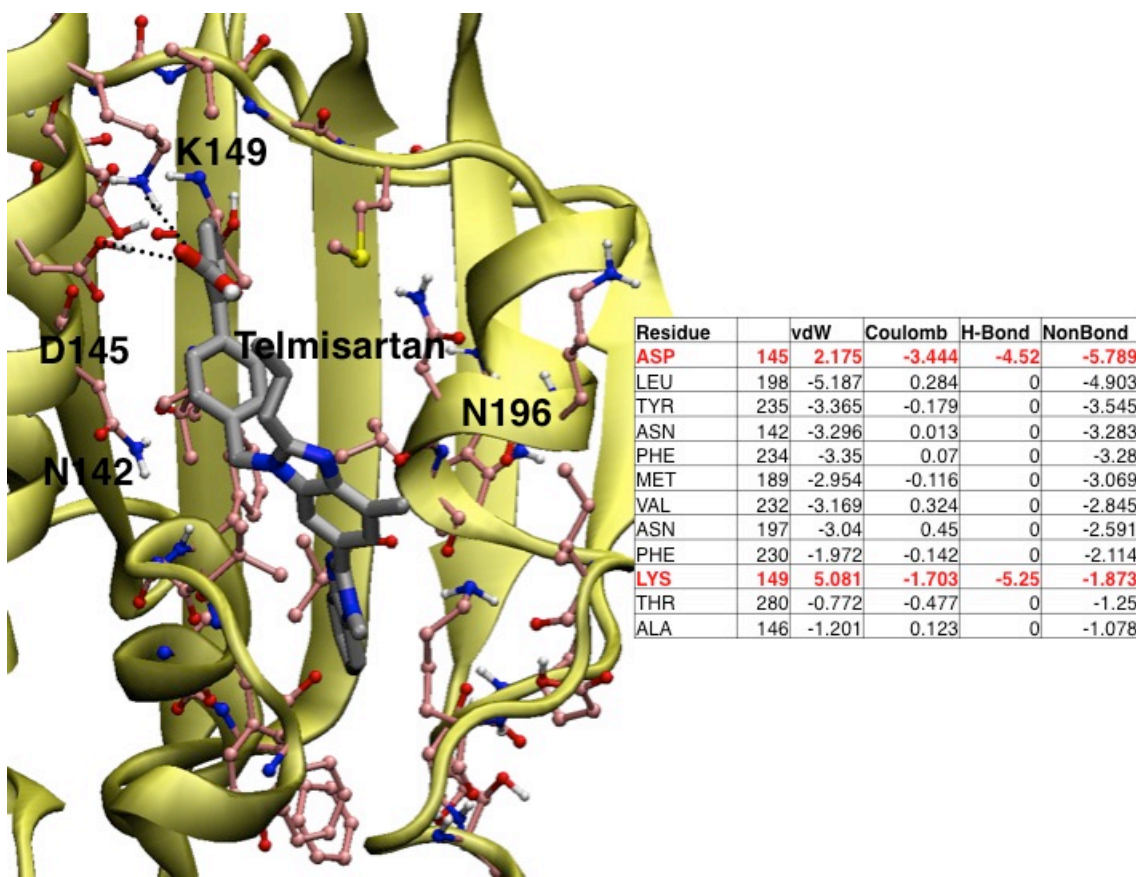 K149
D145
Telmisartan
N196
N142
Residue vdW Coulomb H-Bond NonBond
ASP 145 2.175 -3.444 -4.52 -5.789
LEU 198 -5.187 0.284 0 -4.903
TYR 235 -3.365 -0.179 0 -3.545
ASN 142 -3.296 0.013 0 -3.283
PHE 234 -3.35 0.07 0 -3.28
MET 189 -2.954 -0.116 0 -3.069
VAL 232 -3.169 0.324 0 -2.845
ASN 197 -3.04 0.45 0 -2.591
PHE 230 -1.972 -0.142 0 -2.114
LYS 149 5.081 -1.703 -5.25 -1.873
THR 280 -0.772 -0.477 0 -1.25
ALA 146 -1.201 0.123 0 -1.078